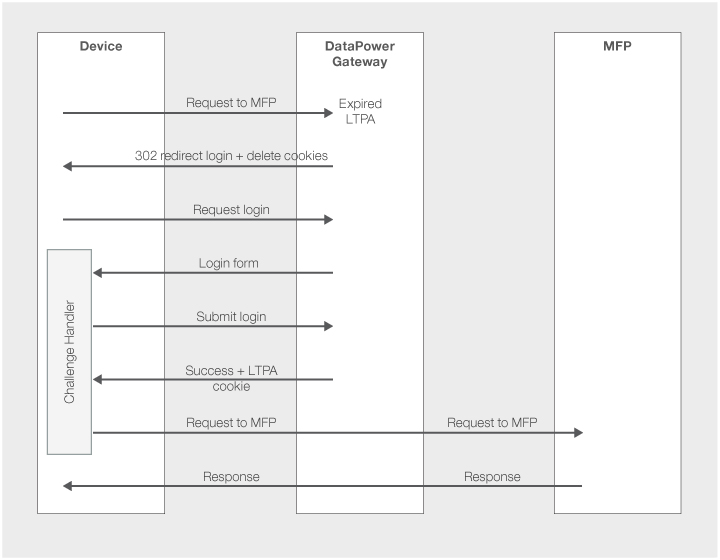 Device
DataPower
Gateway
MFP
Request to MFP
Expired
LTPA
302 redirect login + delete cookies
Request login
Login form
Submit login
Success + LTPA
cookie
Challenge Handler
Request to MFP
Request to MFP
Response
Response